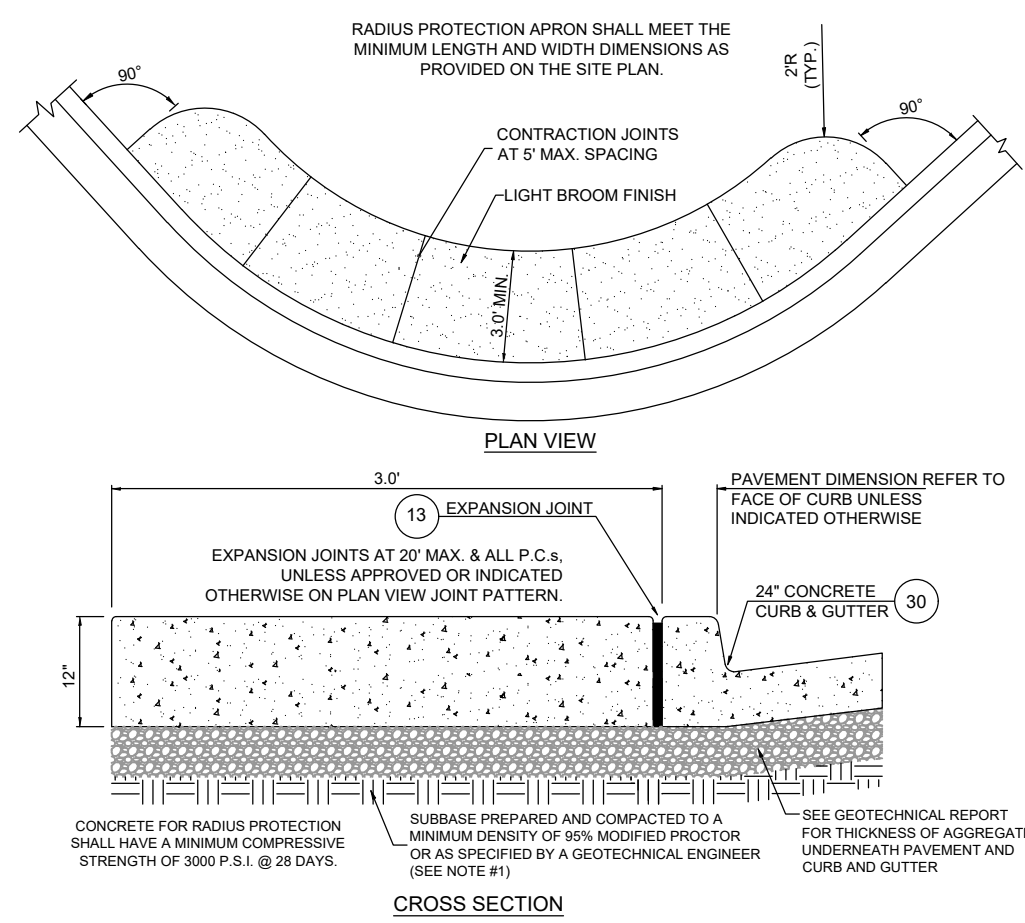 RADIUS PROTECTION APRON SHALL MEET THE
MINIMUM LENGTH AND WIDTH DIMENSIONS AS
PROVIDED ON THE SITE PLAN.
2'R
(TYP.)
90°
90°
CONTRACTION JOINTS
AT 5' MAX. SPACING
LIGHT BROOM FINISH
3.0' MIN.
PLAN VIEW
3.0'
PAVEMENT DIMENSION REFER TO
FACE OF CURB UNLESS
INDICATED OTHERWISE
13
EXPANSION JOINT
EXPANSION JOINTS AT 20' MAX. & ALL P.C.s,
UNLESS APPROVED OR INDICATED
OTHERWISE ON PLAN VIEW JOINT PATTERN.
24" CONCRETE
CURB & GUTTER
30
12"
CONCRETE FOR RADIUS PROTECTION
SHALL HAVE A MINIMUM COMPRESSIVE
STRENGTH OF 3000 P.S.I. @ 28 DAYS.
SUBBASE PREPARED AND COMPACTED TO A
MINIMUM DENSITY OF 95% MODIFIED PROCTOR
OR AS SPECIFIED BY A GEOTECHNICAL ENGINEER
(SEE NOTE #1)
SEE GEOTECHNICAL REPORT
FOR THICKNESS OF AGGREGATE
UNDERNEATH PAVEMENT AND
CURB AND GUTTER
CROSS SECTION